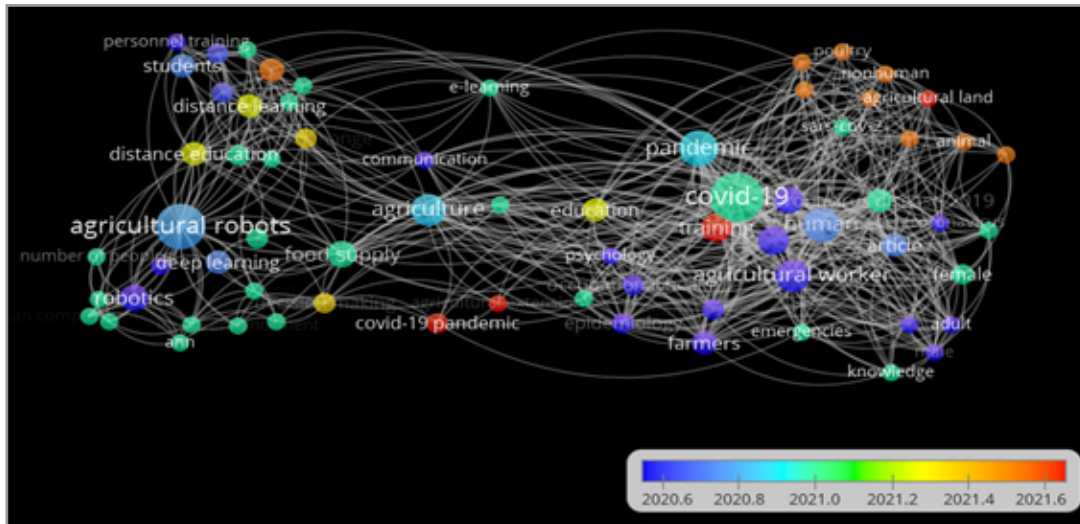 personnel training
students
distance learning
distance education
agricultural robots
number of people
deep learning
robotics
ann
food supply
e-learning
communication
agriculture
education
covid-19 pandemic
psychology
epidemiology
farmers
pandemic
covid-19
training
human
agricultural worker
emergencies
poultry
nonhuman
agricultural land
sars-cov-2
animal
article
female
adult
male
knowledge
2020.6 2020.8 2021.0 2021.2 2021.4 2021.6